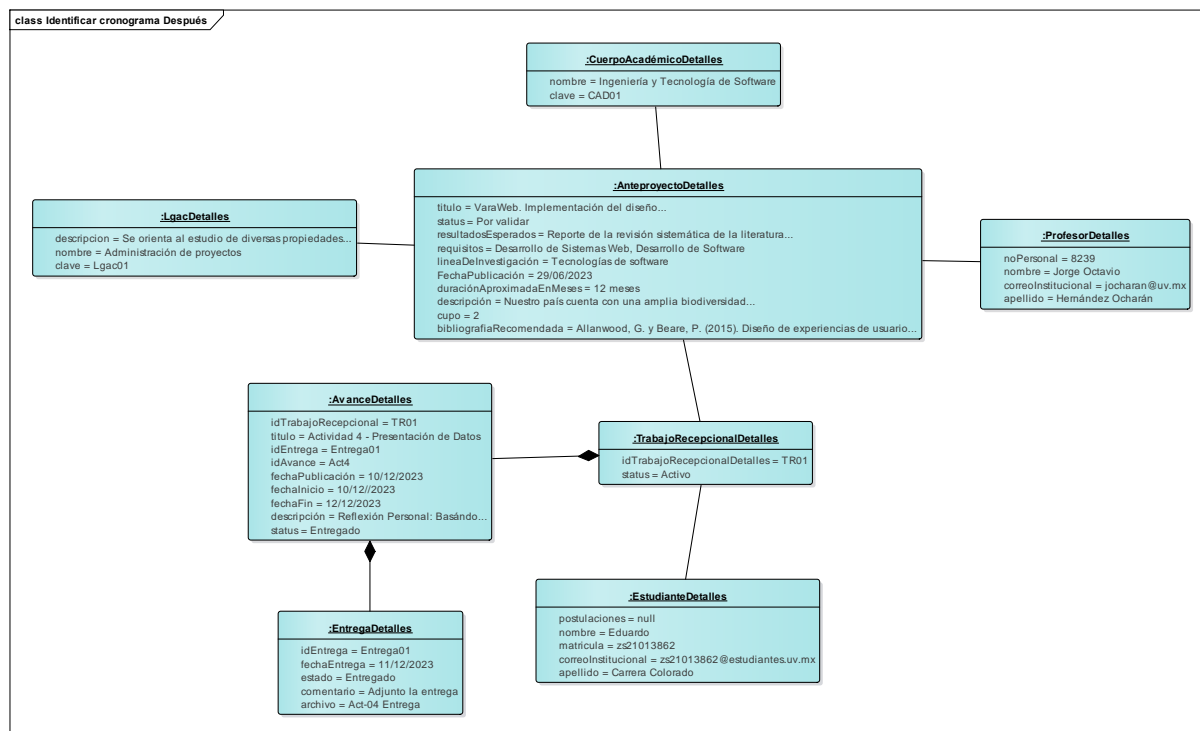 class Identificar cronograma Después
:CuerpoAcadémicoDetalles
nombre = Ingeniería y Tecnología de Software
clave = CAD01
:AnteproyectoDetalles
titulo = VaraWeb. Implementación del diseño...
status = Por validar
resultadosEsperados = Reporte de la revisión sistemática de la literatura...
requisitos = Desarrollo de Sistemas Web, Desarrollo de Software
lineaDeInvestigación = Tecnologías de software
FechaPublicación = 29/06/2023
duraciónAproximadaEnMeses = 12 meses
descripción = Nuestro país cuenta con una amplia biodiversidad...
cupo = 2
bibliografiaRecomendada = Allanwood, G. y Beare, P. (2015). Diseño de experiencias de usuario...
:LgacDetalles
descripcion = Se orienta al estudio de diversas propiedades...
nombre = Administración de proyectos
clave = Lgac01
:ProfesorDetalles
noPersonal = 8239
nombre = Jorge Octavio
correoInstitucional = jocharan@uv.mx
apellido = Hernández Ocharán
:AvanceDetalles
idTrabajoRecepcional = TR01
titulo = Actividad 4 - Presentación de Datos
idEntrega = Entrega01
idAvance = Act4
fechaPublicación = 10/12/2023
fechaInicio = 10/12//2023
fechaFin = 12/12/2023
descripción = Reflexión Personal: Basándo...
status = Entregado
:TrabajoRecepcionalDetalles
idTrabajoRecepcionalDetalles = TR01
status = Activo
:EntregaDetalles
idEntrega = Entrega01
fechaEntrega = 11/12/2023
estado = Entregado
comentario = Adjunto la entrega
archivo = Act-04 Entrega
:EstudianteDetalles
postulaciones = null
nombre = Eduardo
matricula = zs21013862
correoInstitucional = zs21013862@estudiantes.uv.mx
apellido = Carrera Colorado